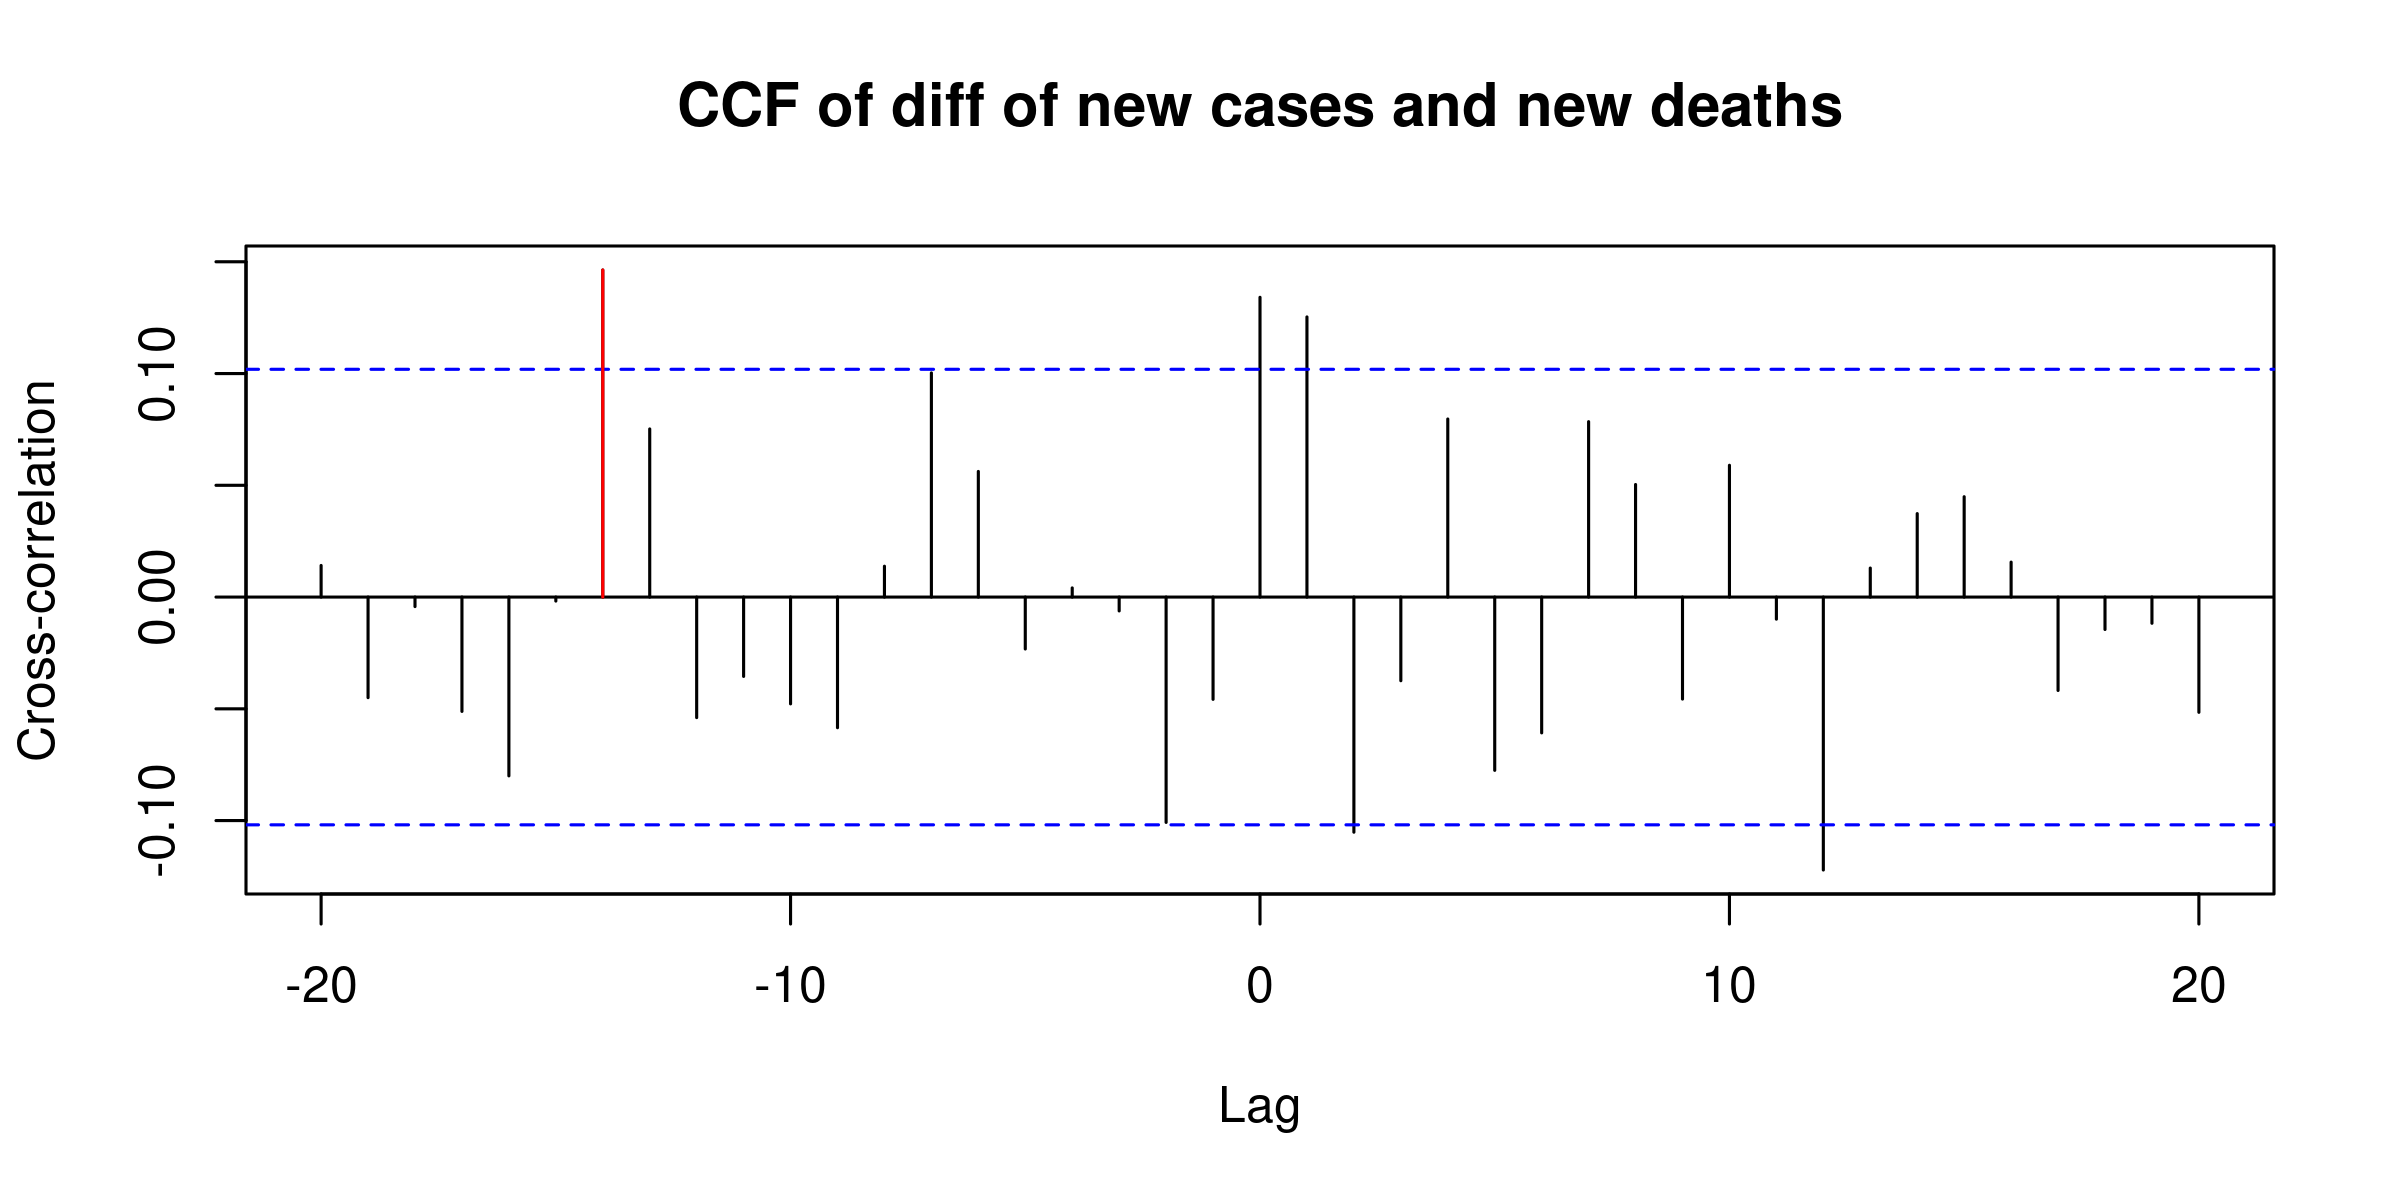 CCF of diff of new cases and new deaths
Cross-correlation
0.10
0.00
-0.10
-20 -10 0 10 20
Lag